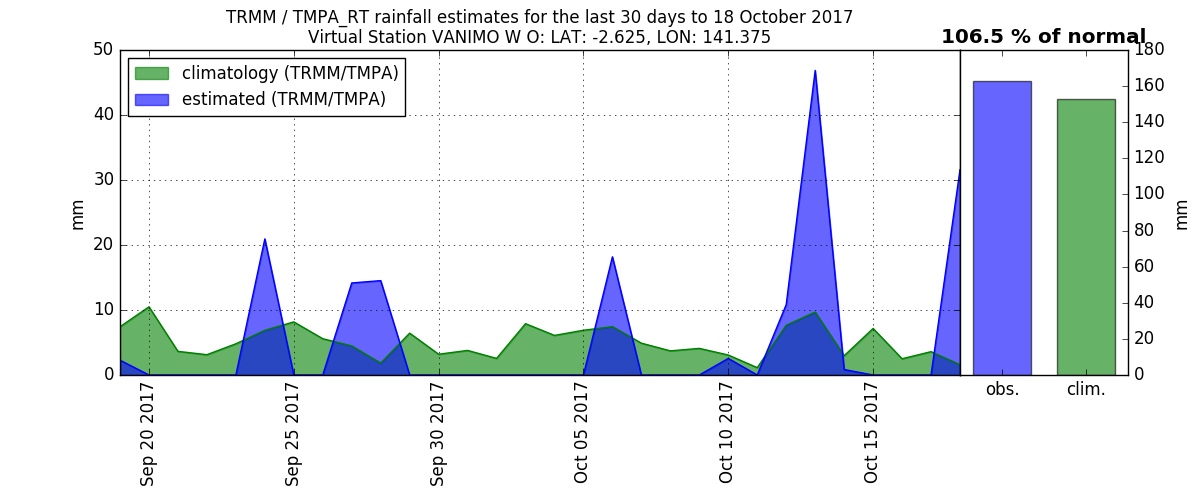 TRMM / TMPA_RT rainfall estimates for the last 30 days to 18 October 2017
Virtual Station VANIMO W O: LAT: -2.625, LON: 141.375
106.5 % of normal
climatology (TRMM/TMPA)
estimated (TRMM/TMPA)
50
40
30
20
10
0
mm
Sep 20 2017
Sep 25 2017
Sep 30 2017
Oct 05 2017
Oct 10 2017
Oct 15 2017
obs.
clim.
180
160
140
120
100
80
60
40
20
0
mm